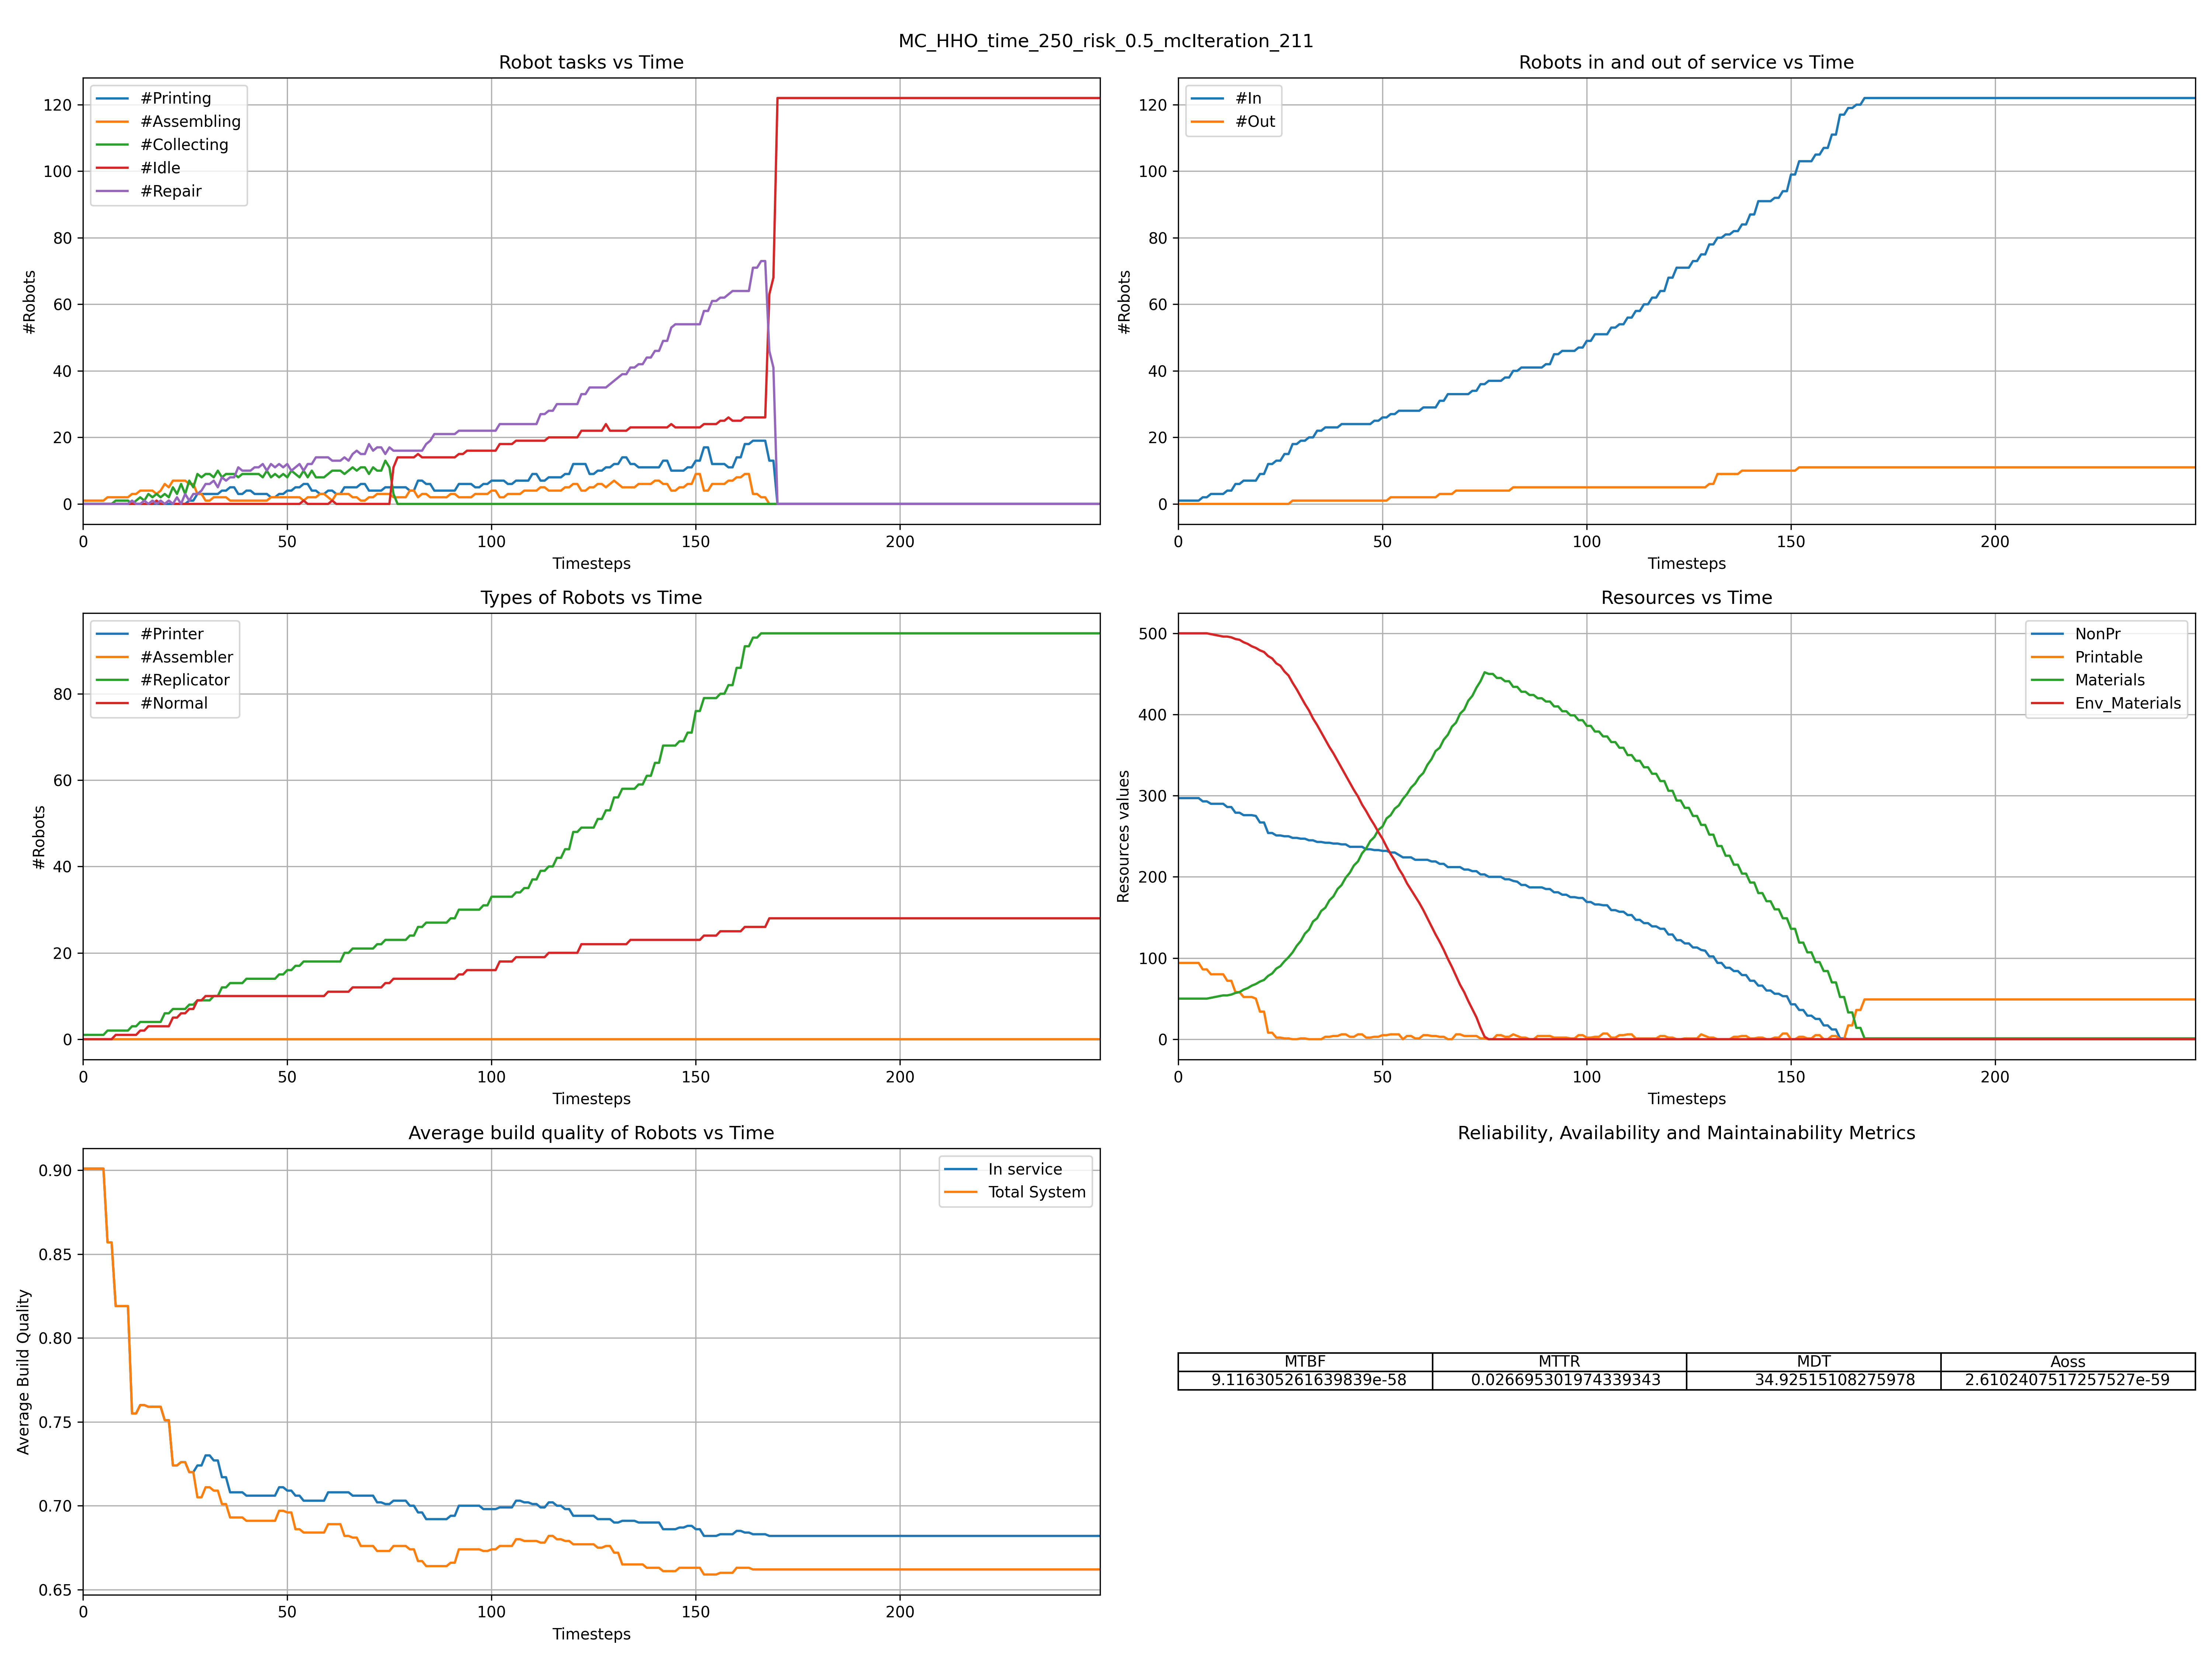 MC_HHO_time_250_risk_0.5_mcIteration_211
Robot tasks vs Time
#Printing
#Assembling
#Collecting
#Idle
#Repair
120
100
80
60
40
20
0
#Robots
0 50 100 150 200
Timesteps
Robots in and out of service vs Time
#In
#Out
120
100
80
60
40
20
0
#Robots
0 50 100 150 200
Timesteps
Types of Robots vs Time
#Printer
#Assembler
#Replicator
#Normal
80
60
40
20
0
#Robots
0 50 100 150 200
Timesteps
Resources vs Time
NonPr
Printable
Materials
Env_Materials
500
400
300
200
100
0
Resources values
0 50 100 150 200
Timesteps
Average build quality of Robots vs Time
In service
Total System
0.90
0.85
0.80
0.75
0.70
0.65
Average Build Quality
0 50 100 150 200
Timesteps
Reliability, Availability and Maintainability Metrics
MTBF MTTR MDT Aoss
9.116305261639839e-58 0.026695301974339343 34.92515108275978 2.6102407517257527e-59